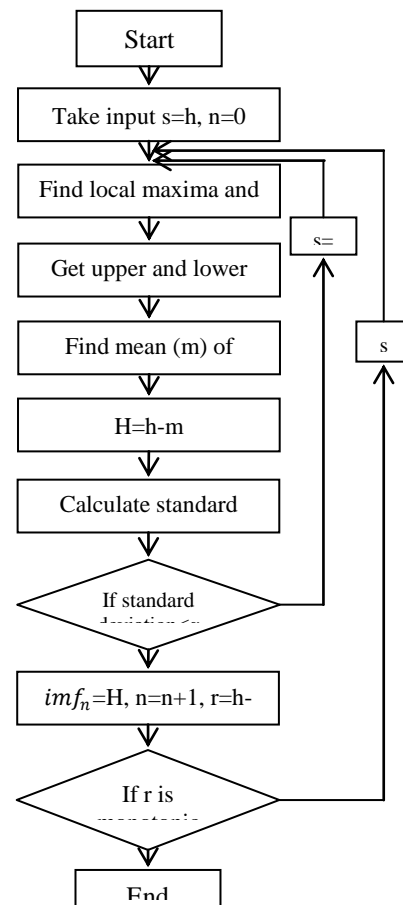 Start
Take input s=h, n=0
Find local maxima and
s=
Get upper and lower
Find mean (m) of
s
H=h-m
Calculate standard
If standard
imfₙ=H, n=n+1, r=h-
If r is
End